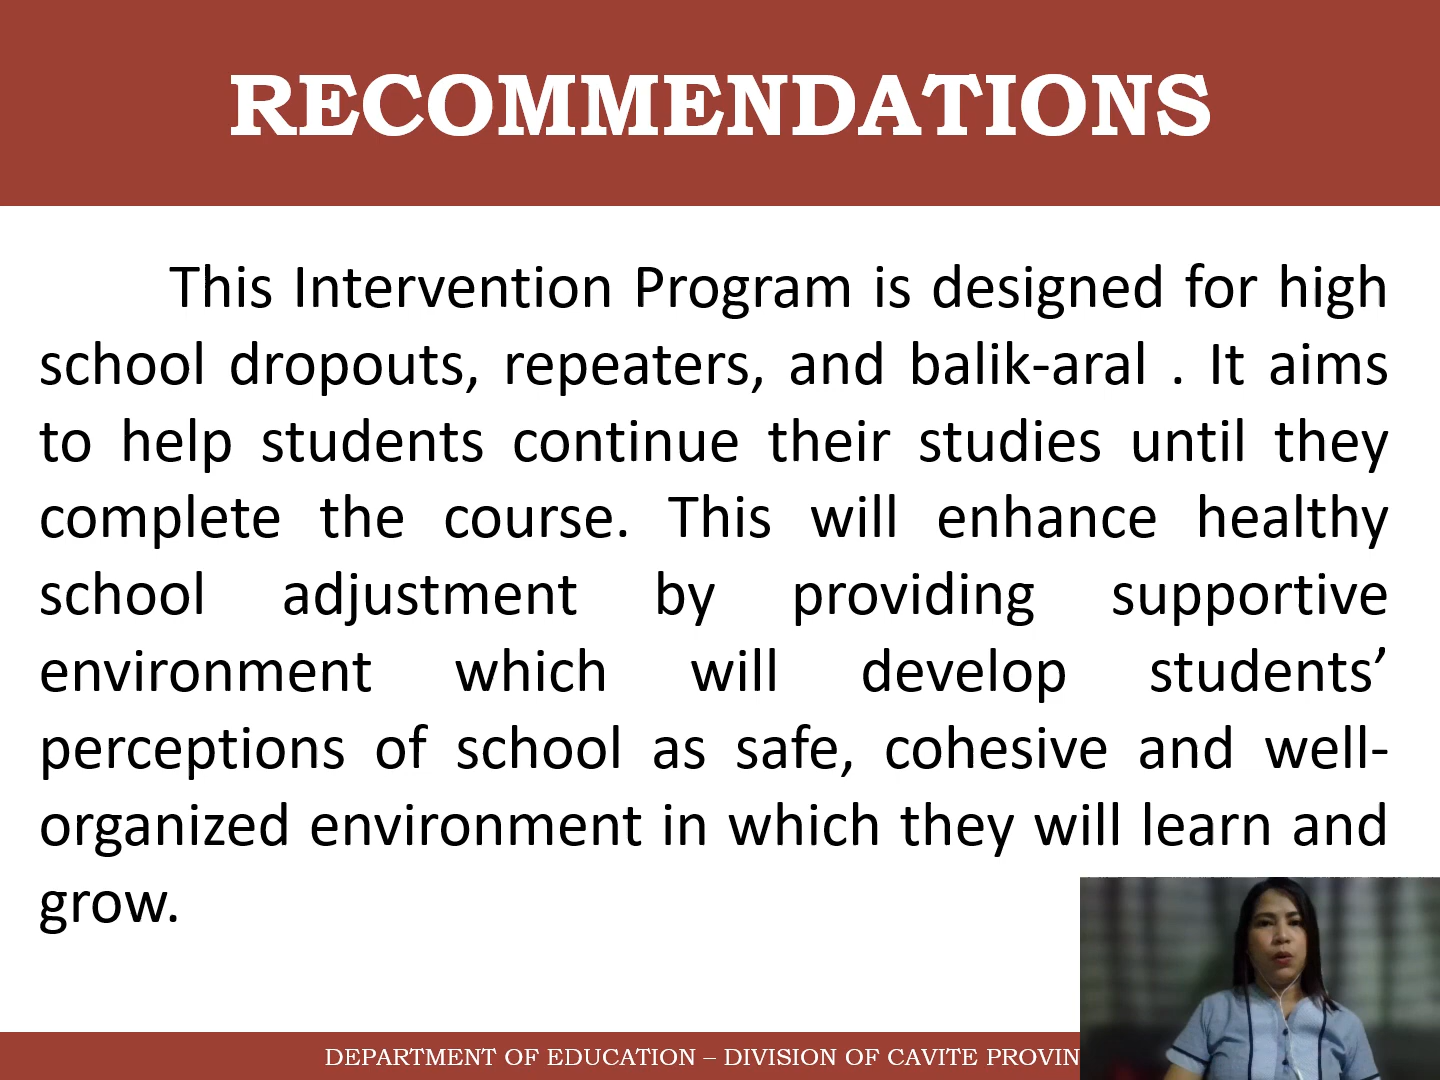 RECOMMENDATIONS
This Intervention Program is designed for high
school dropouts, repeaters, and balik-aral . It aims
to help students continue their studies until they
complete the course. This will enhance healthy
school adjustment by providing supportive
environment which will develop students’
perceptions of school as safe, cohesive and well-
organized environment in which they will learn and
grow.
DEPARTMENT OF EDUCATION – DIVISION OF CAVITE PROVIN